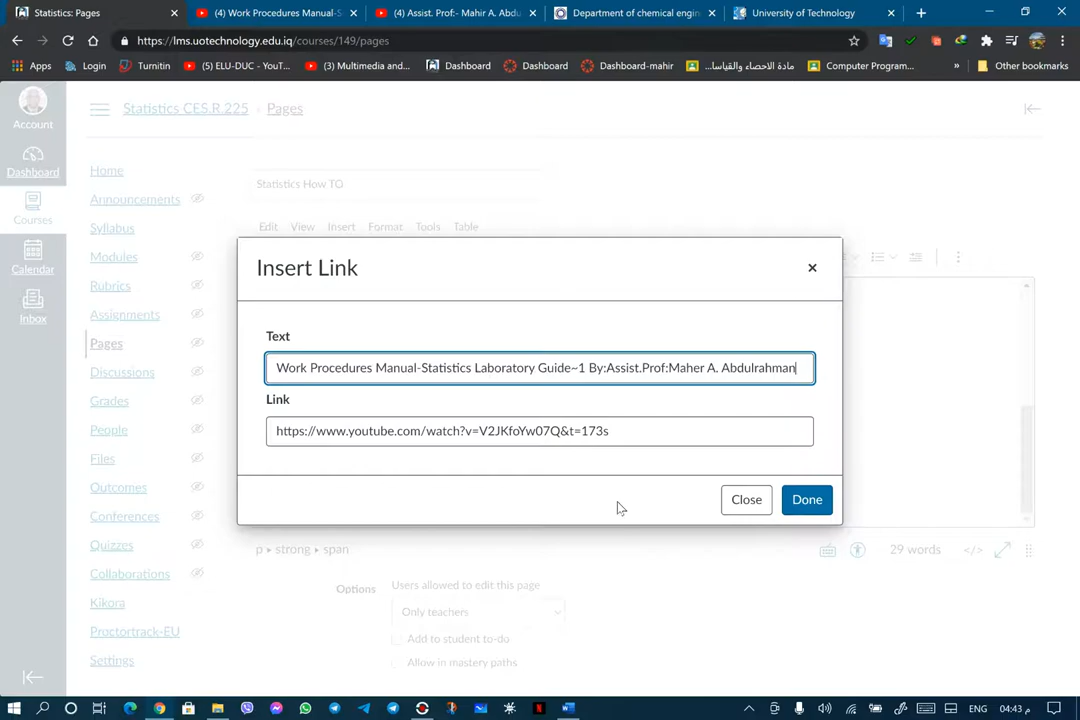 Statistics: Pages
(4) Work Procedures Manual-S
(4) Assist. Prof:- Mahir A. Abdu
Department of chemical engin
University of Technology
https://lms.uotechnology.edu.iq/courses/149/pages
Apps
Login
Turnitin
(5) ELU-DUC - YouT...
(3) Multimedia and...
Dashboard
Dashboard
Dashboard-mahir
مادة الاحصاء والقياسا...
Computer Program...
»
Other bookmarks
Account
Dashboard
Courses
Calendar
Inbox
Statistics CES.R.225 › Pages
Home
Announcements
Syllabus
Modules
Rubrics
Assignments
Pages
Discussions
Grades
People
Files
Outcomes
Conferences
Quizzes
Collaborations
Kikora
Proctortrack-EU
Settings
Statistics How TO
Edit View Insert Format Tools Table
Insert Link
Text
Work Procedures Manual-Statistics Laboratory Guide~1 By:Assist.Prof:Maher A. Abdulrahman
Link
https://www.youtube.com/watch?v=V2JKfoYw07Q&t=173s
Close
Done
p ▸ strong ▸ span
29 words
</>
Options
Users allowed to edit this page
Only teachers
Add to student to-do
Allow in mastery paths
ENG
04:43 م